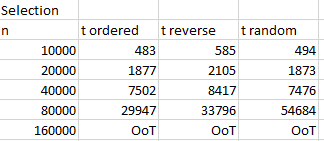 Selection
n t ordered t reverse t random
10000 483 585 494
20000 1877 2105 1873
40000 7502 8417 7476
80000 29947 33796 54684
160000 OoT OoT OoT